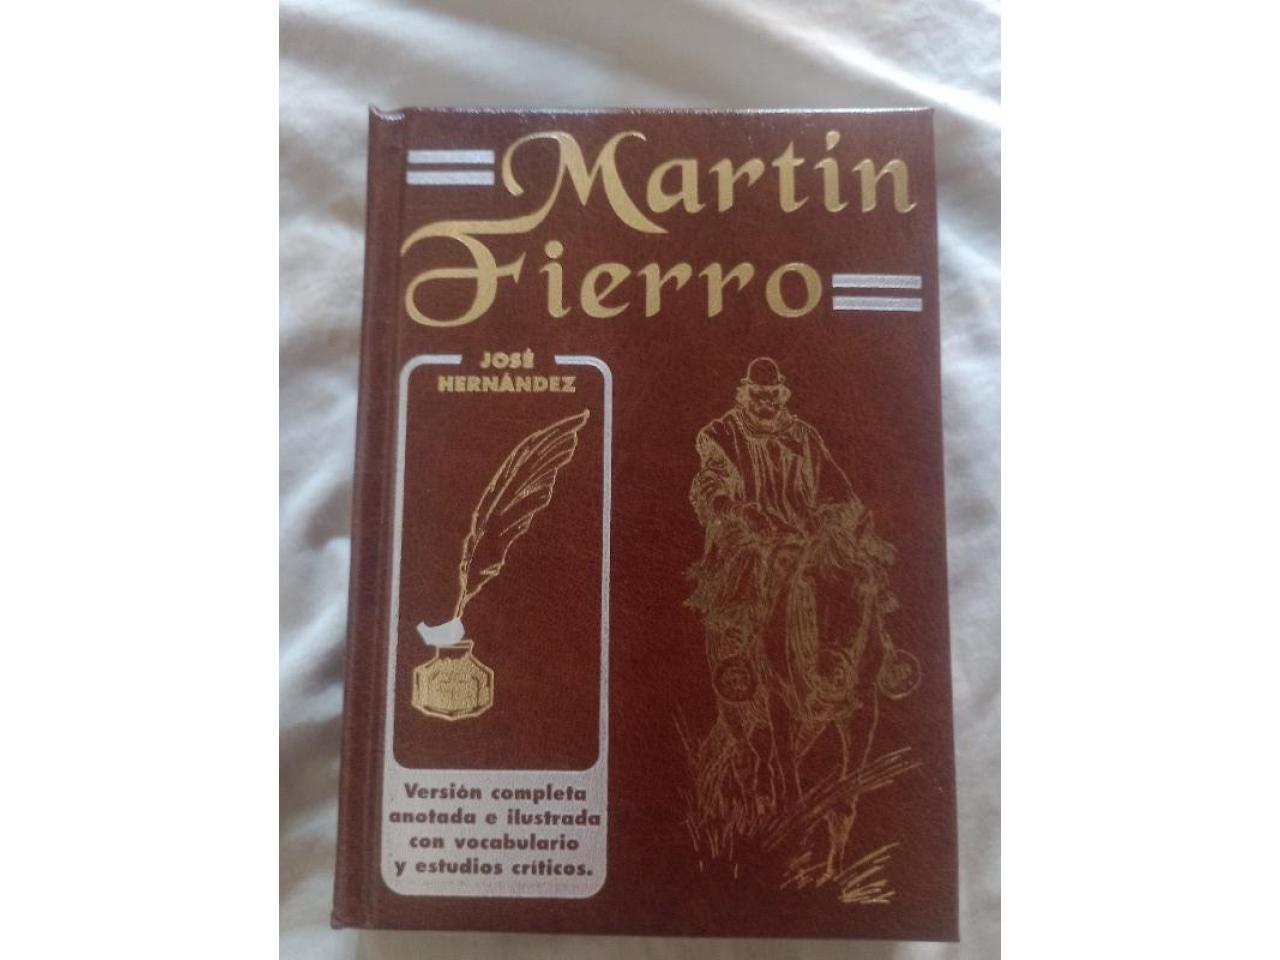 Martin
Fierro
JOSÉ
HERNÁNDEZ
Versión completa
anotada e ilustrada
con vocabulario
y estudios críticos.